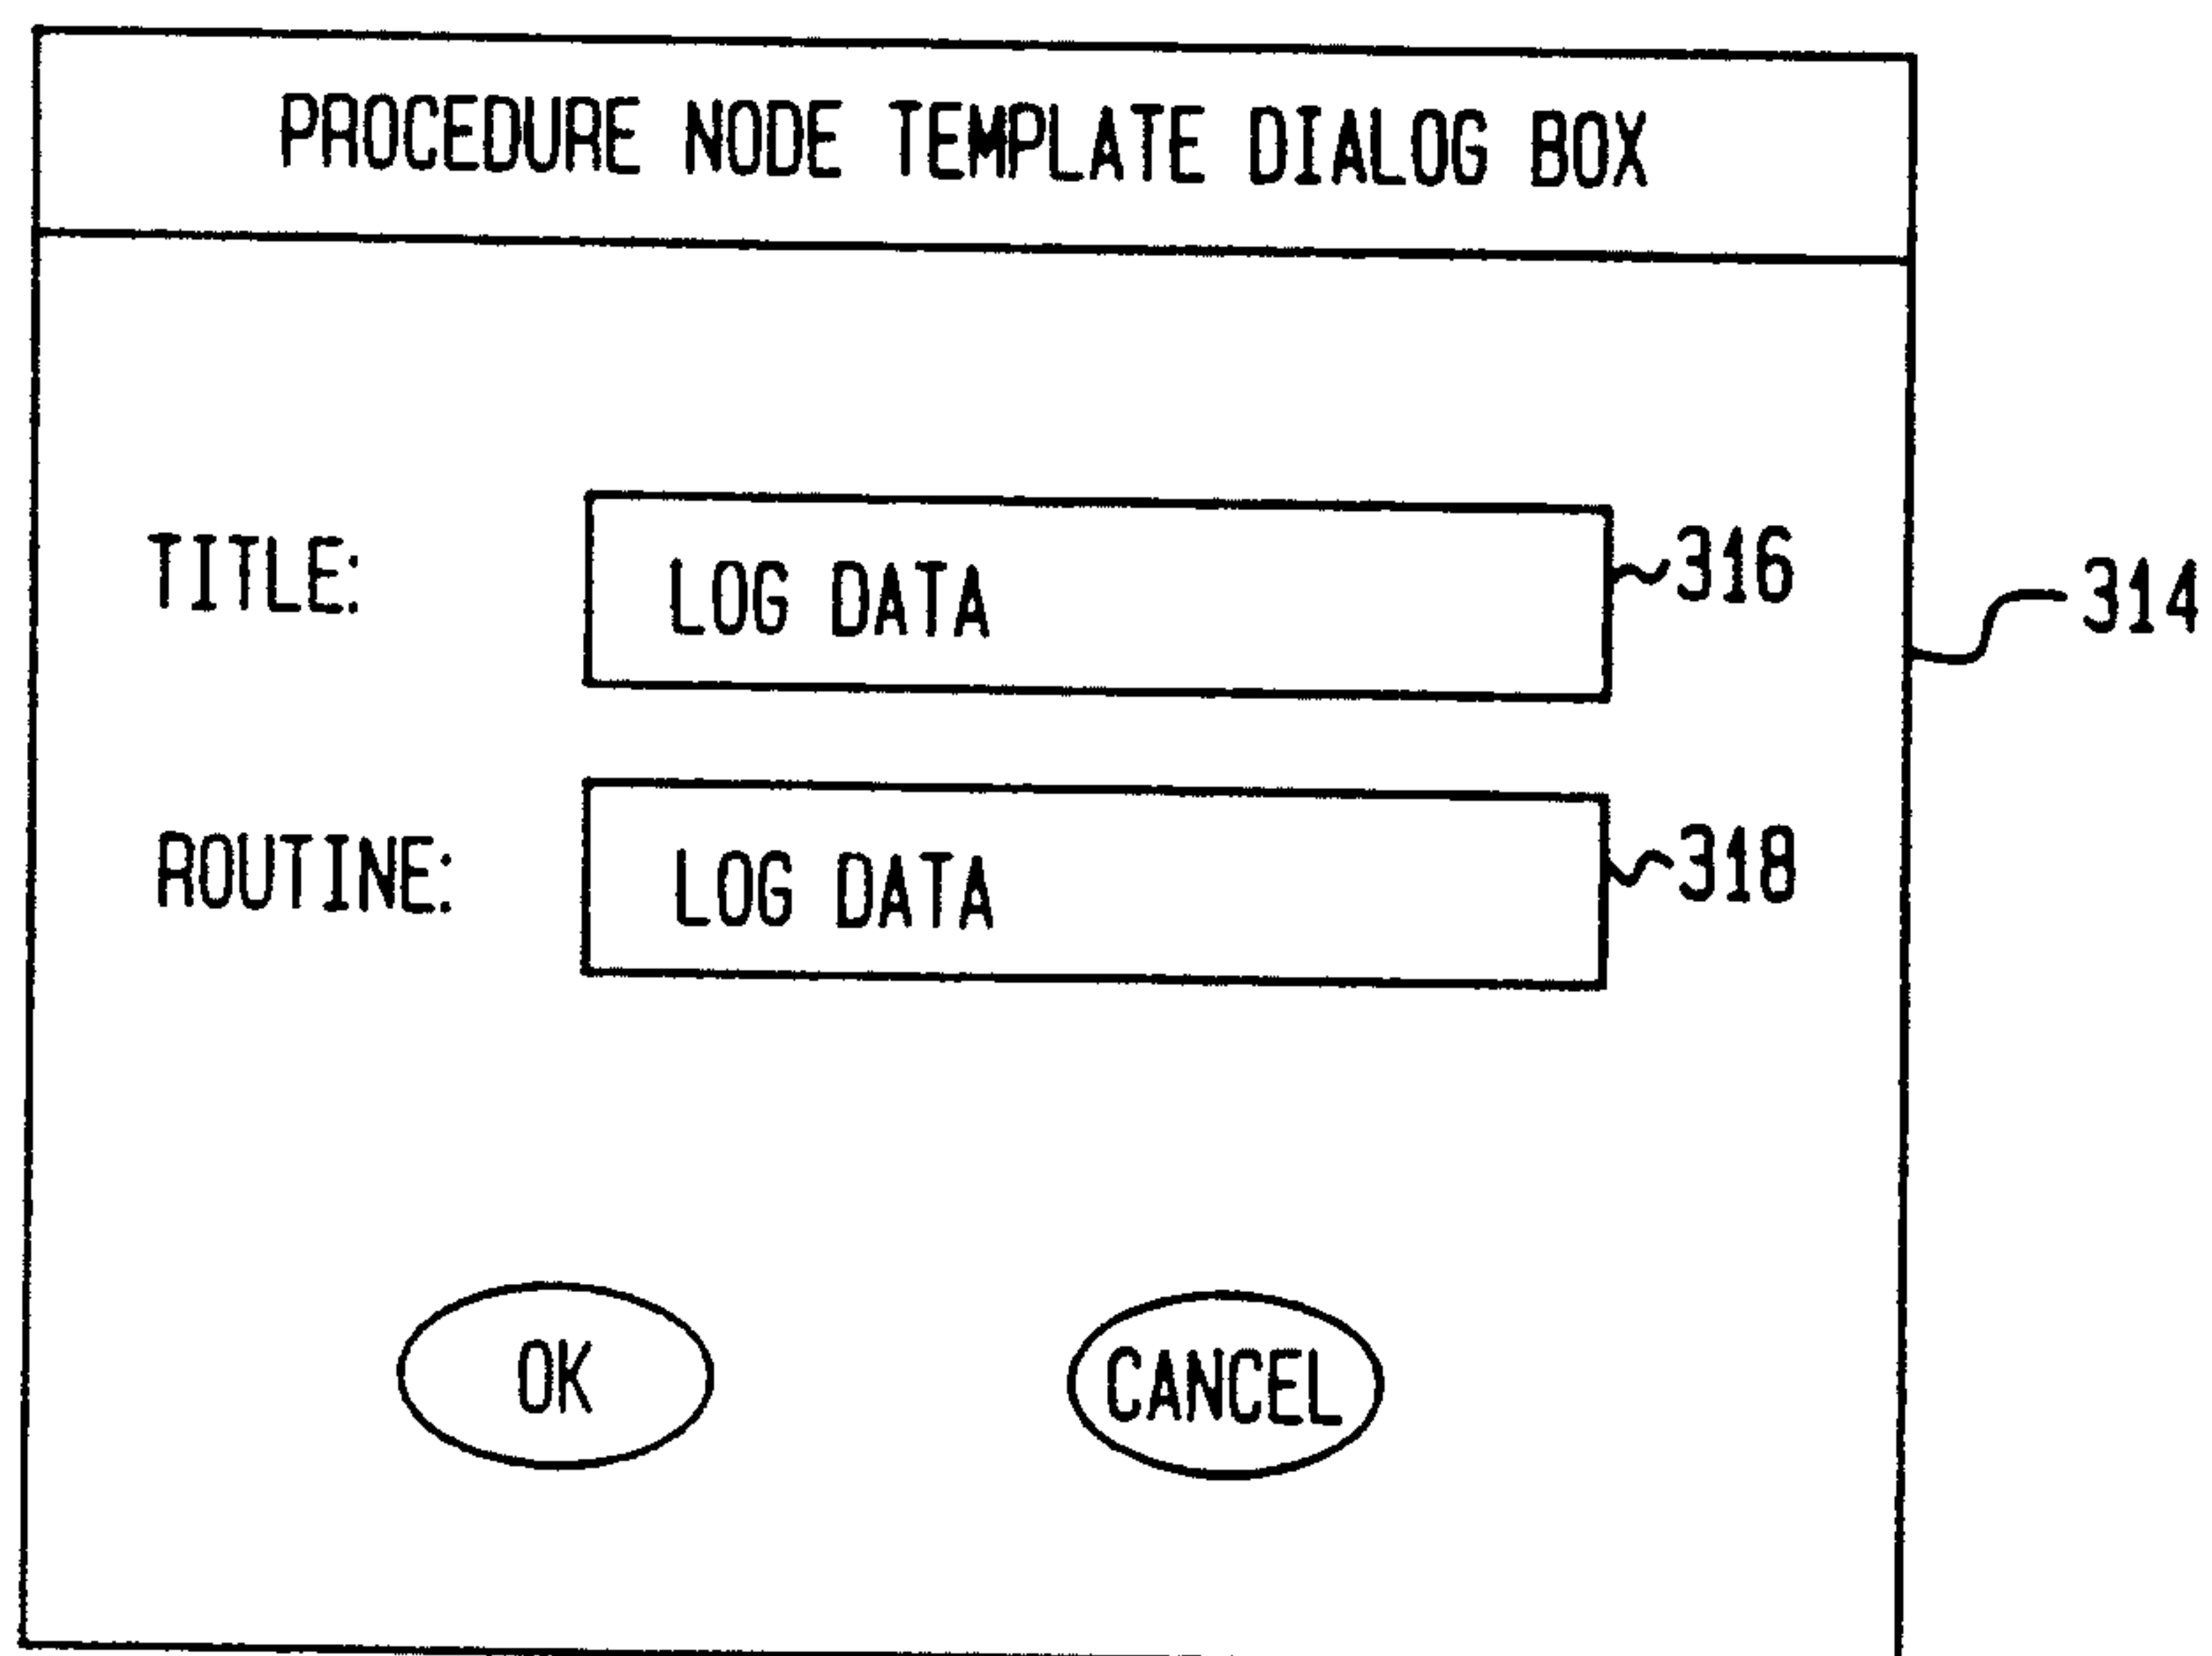 PROCEDURE NODE TEMPLATE DIALOG BOX
TITLE: LOG DATA 316
314
ROUTINE: LOG DATA 318
OK CANCEL